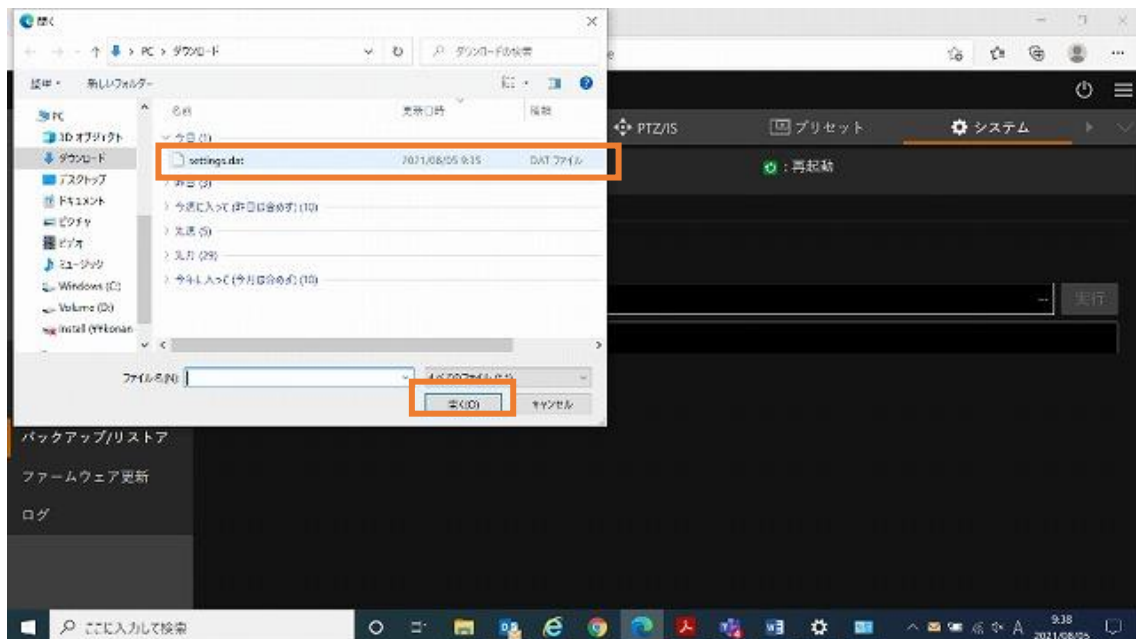 開く
PC > ダウンロード
ダウンロードの検索
整理
新しいフォルダー
名前
更新日時
種類
PC
3D オブジェクト
ダウンロード
デスクトップ
ドキュメント
ピクチャ
ビデオ
ミュージック
Windows (C:)
Volume (D:)
今日 (1)
settings.dat
2021/08/05 9:35
DAT ファイル
昨日 (3)
今週に入って (昨日は含めず) (10)
先週 (5)
先月 (29)
今年に入って (今月は含めず) (10)
ファイル名(N):
開く(O)
キャンセル
PTZ/IS
プリセット
システム
: 再起動
実行
バックアップ/リストア
ファームウェア更新
ログ
ここに入力して検索
A
9:38
2021/08/05